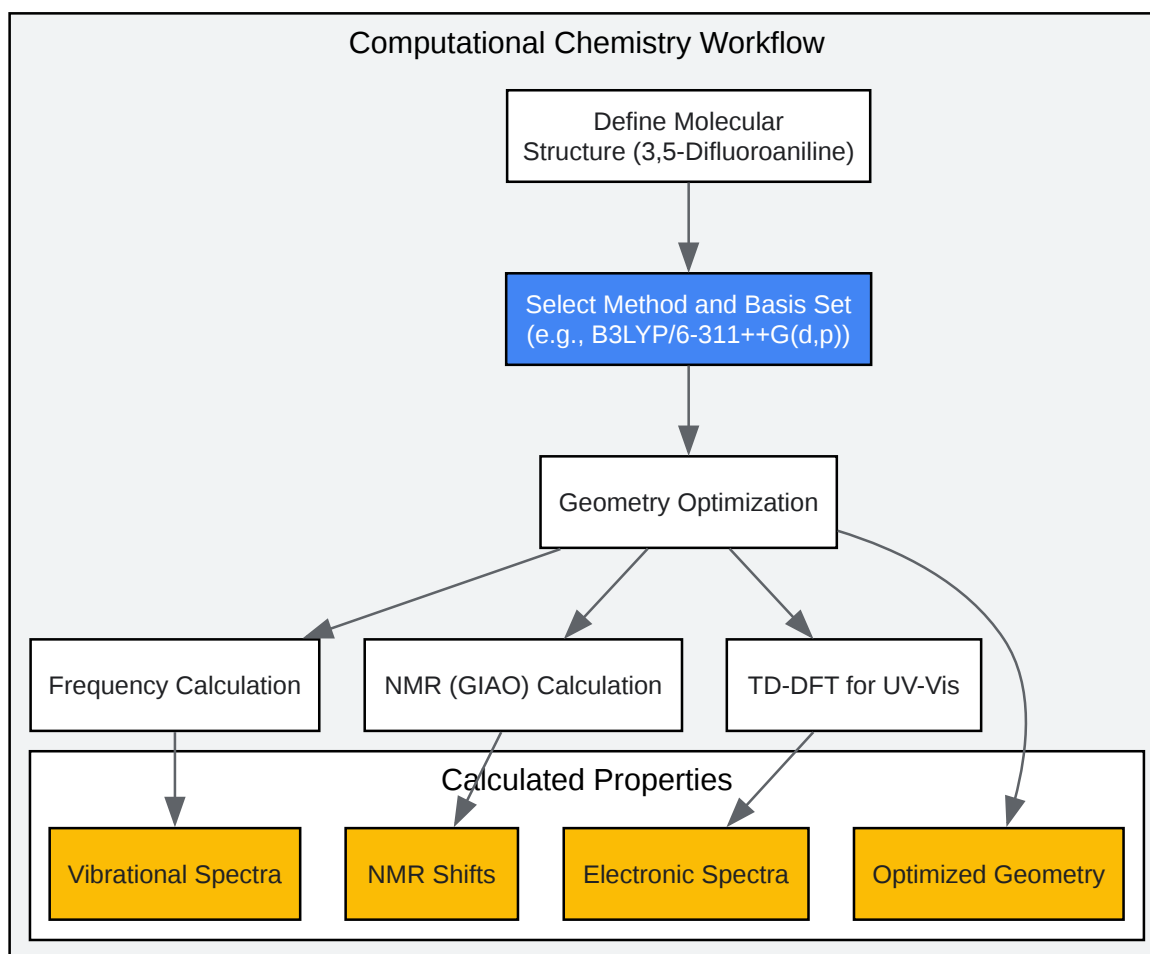 Computational Chemistry Workflow
Define Molecular
Structure (3,5-Difluoroaniline)
Select Method and Basis Set
(e.g., B3LYP/6-311++G(d,p))
Geometry Optimization
Frequency Calculation
NMR (GIAO) Calculation
TD-DFT for UV-Vis
Calculated Properties
Vibrational Spectra
NMR Shifts
Electronic Spectra
Optimized Geometry